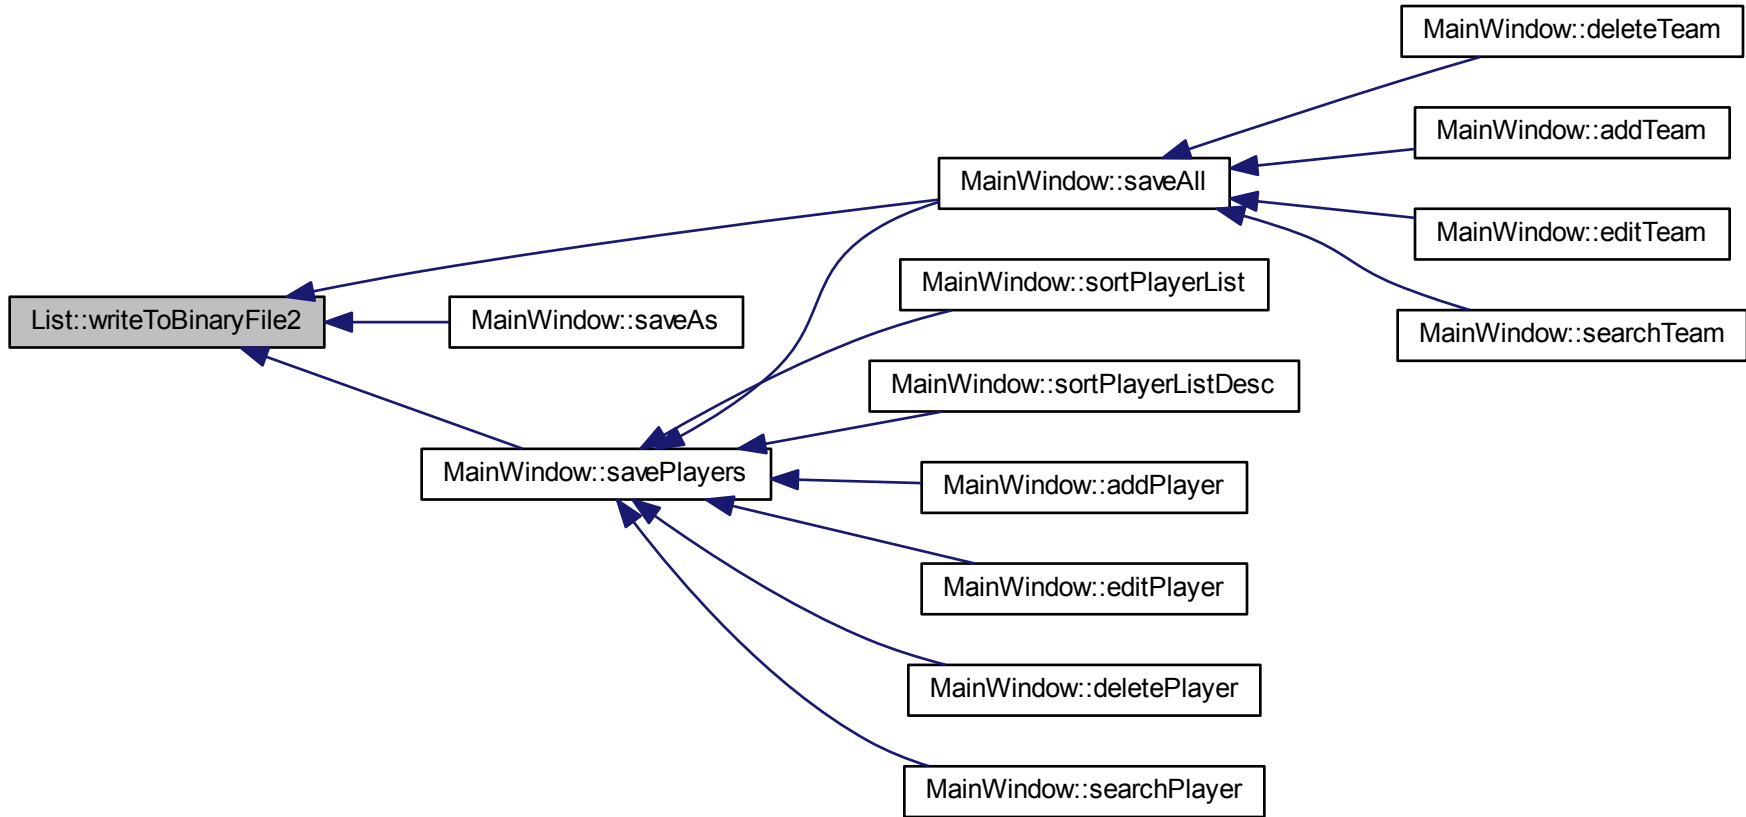 MainWindow::deleteTeam
MainWindow::addTeam
MainWindow::saveAll
MainWindow::editTeam
MainWindow::sortPlayerList
List::writeToBinaryFile2
MainWindow::saveAs
MainWindow::searchTeam
MainWindow::sortPlayerListDesc
MainWindow::savePlayers
MainWindow::addPlayer
MainWindow::editPlayer
MainWindow::deletePlayer
MainWindow::searchPlayer